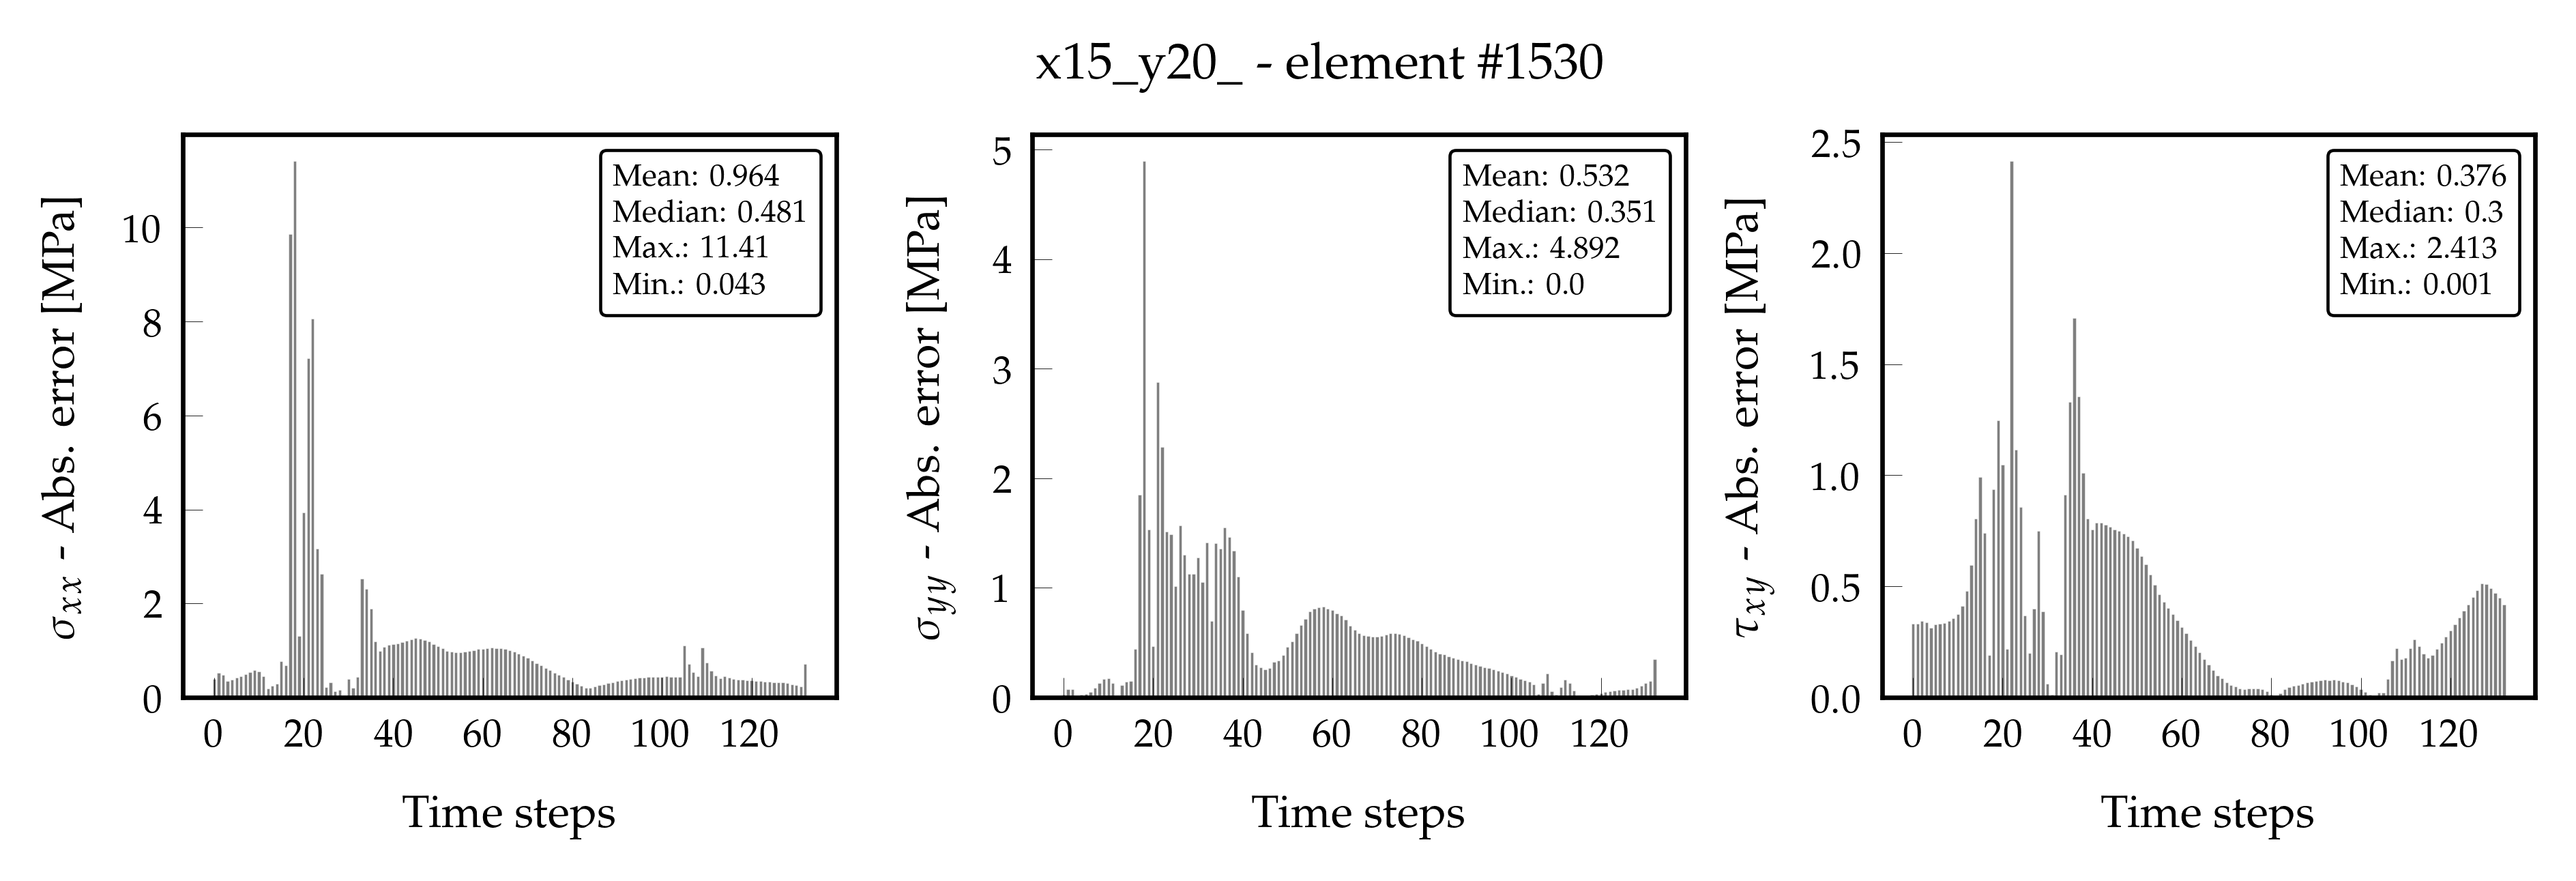 x15_y20_ - element #1530
σxx - Abs. error [MPa]
10
8
6
4
2
0
Mean: 0.964
Median: 0.481
Max.: 11.41
Min.: 0.043
0 20 40 60 80 100 120
Time steps
σyy - Abs. error [MPa]
5
4
3
2
1
0
Mean: 0.532
Median: 0.351
Max.: 4.892
Min.: 0.0
0 20 40 60 80 100 120
Time steps
τxy - Abs. error [MPa]
2.5
2.0
1.5
1.0
0.5
0.0
Mean: 0.376
Median: 0.3
Max.: 2.413
Min.: 0.001
0 20 40 60 80 100 120
Time steps